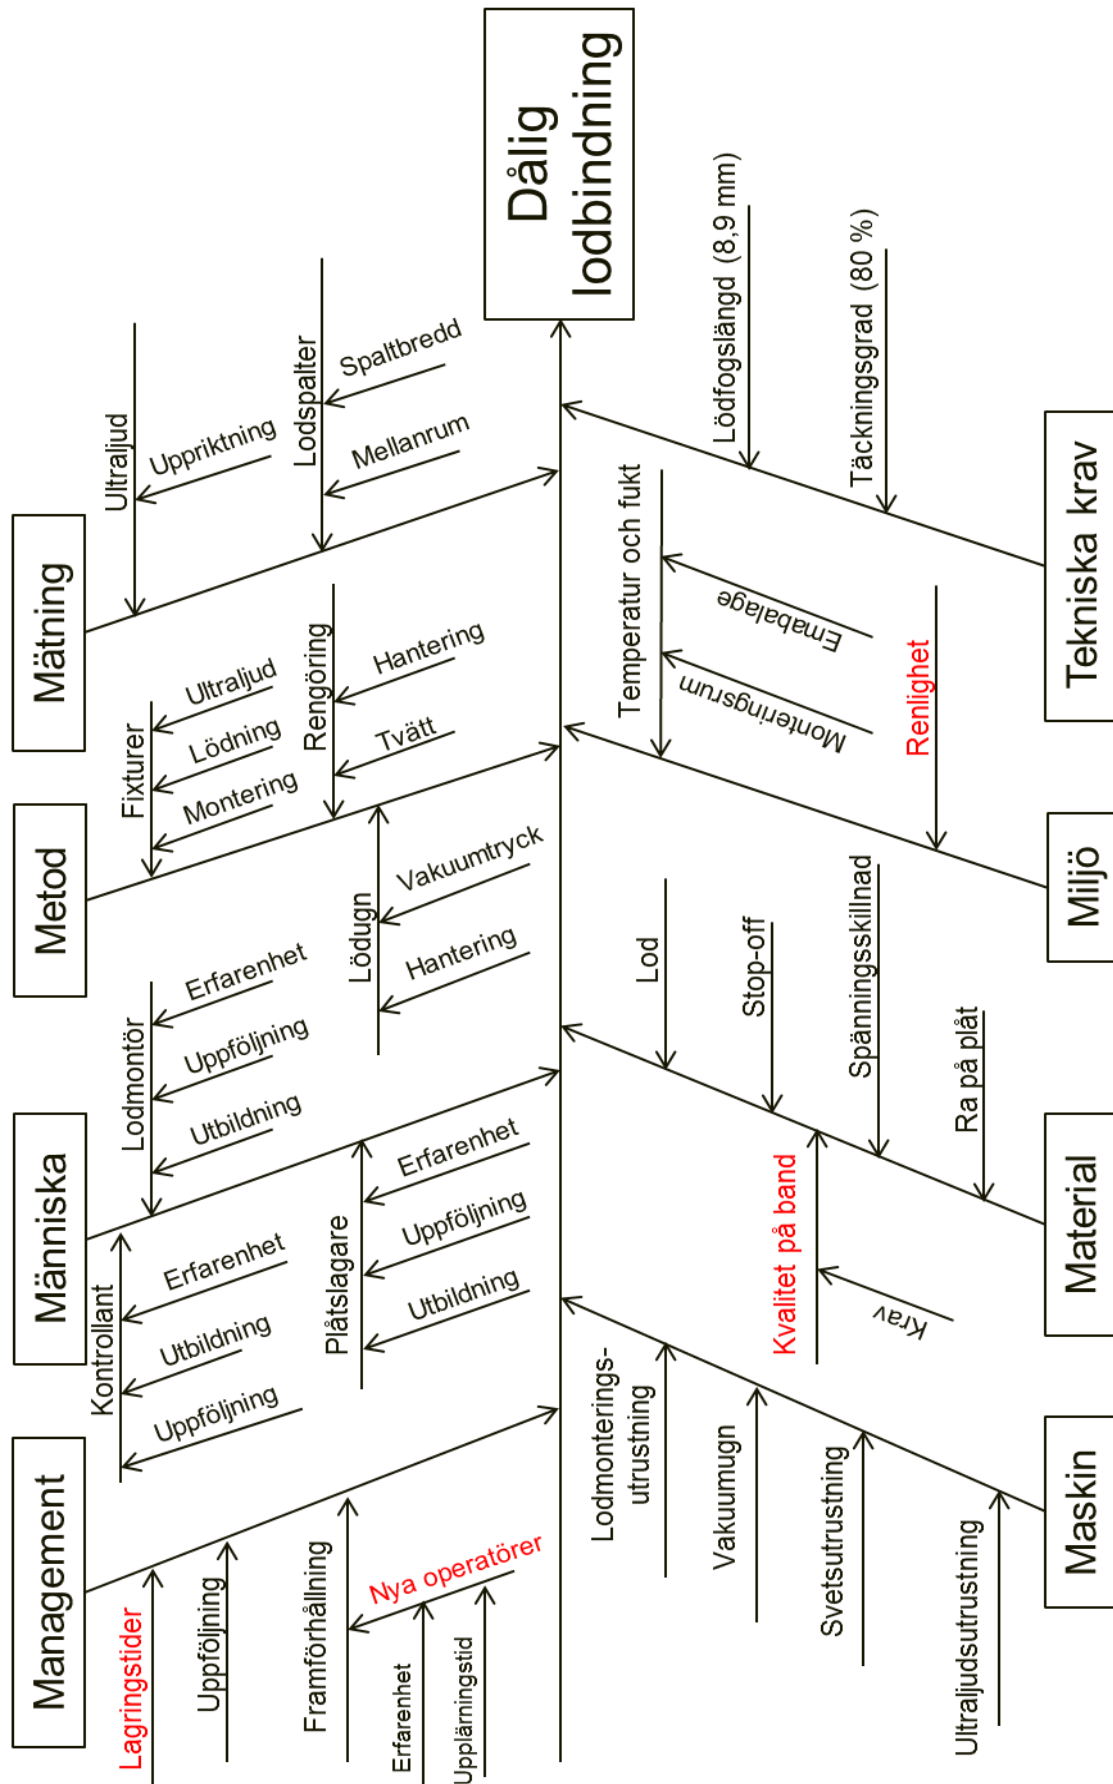 Management
Människa
Metod
Mätning
Lagringstider
Uppföljning
Framförhållning
Nya operatörer
Erfarenhet
Upplärningstid
Kontrollant
Uppföljning
Utbildning
Erfarenhet
Lodmontör
Utbildning
Uppföljning
Erfarenhet
Plåtslagare
Utbildning
Uppföljning
Erfarenhet
Fixturer
Montering
Lödning
Ultraljud
Rengöring
Tvätt
Hantering
Lödugn
Hantering
Vakuumtryck
Ultraljud
Uppriktning
Lodspalter
Mellanrum
Spaltbredd
Dålig
lodbindning
Lodmonterings-
utrustning
Vakuumugn
Svetsutrustning
Ultraljudsutrustning
Lod
Stop-off
Kvalitet på band
Krav
Spänningsskillnad
Ra på plåt
Temperatur och fukt
Monteringsrum
Emabalage
Renlighet
Lödfogslängd (8,9 mm)
Täckningsgrad (80 %)
Maskin
Material
Miljö
Tekniska krav